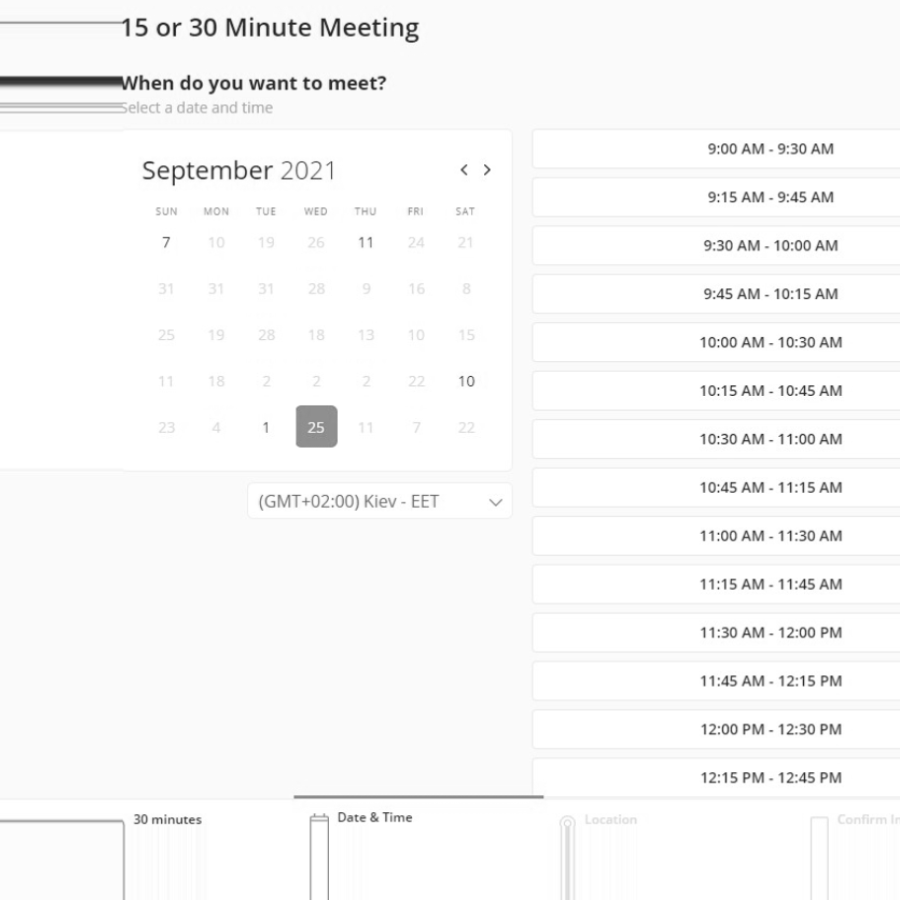 15 or 30 Minute Meeting
When do you want to meet?
Select a date and time
September 2021
SUN MON TUE WED THU FRI SAT
7 10 19 26 11 24 21
31 31 31 28 9 16 8
25 19 28 18 13 10 15
11 18 2 2 2 22 10
23 4 1 25 11 7 22
(GMT+02:00) Kiev - EET
9:00 AM - 9:30 AM
9:15 AM - 9:45 AM
9:30 AM - 10:00 AM
9:45 AM - 10:15 AM
10:00 AM - 10:30 AM
10:15 AM - 10:45 AM
10:30 AM - 11:00 AM
10:45 AM - 11:15 AM
11:00 AM - 11:30 AM
11:15 AM - 11:45 AM
11:30 AM - 12:00 PM
11:45 AM - 12:15 PM
12:00 PM - 12:30 PM
12:15 PM - 12:45 PM
30 minutes
Date & Time
Location
Confirm